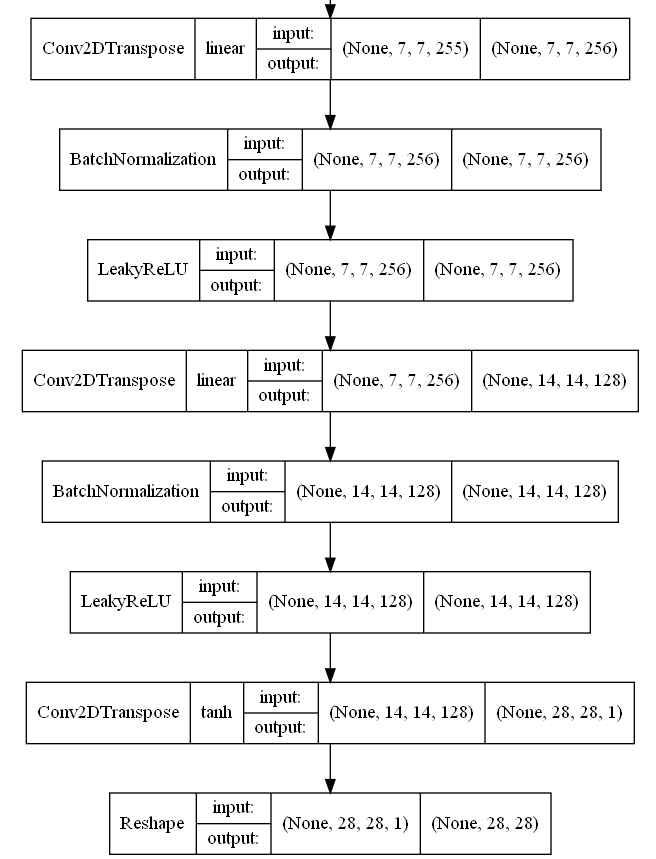 Conv2DTranspose linear input: output: (None, 7, 7, 255) (None, 7, 7, 256)
BatchNormalization input: output: (None, 7, 7, 256) (None, 7, 7, 256)
LeakyReLU input: output: (None, 7, 7, 256) (None, 7, 7, 256)
Conv2DTranspose linear input: output: (None, 7, 7, 256) (None, 14, 14, 128)
BatchNormalization input: output: (None, 14, 14, 128) (None, 14, 14, 128)
LeakyReLU input: output: (None, 14, 14, 128) (None, 14, 14, 128)
Conv2DTranspose tanh input: output: (None, 14, 14, 128) (None, 28, 28, 1)
Reshape input: output: (None, 28, 28, 1) (None, 28, 28)